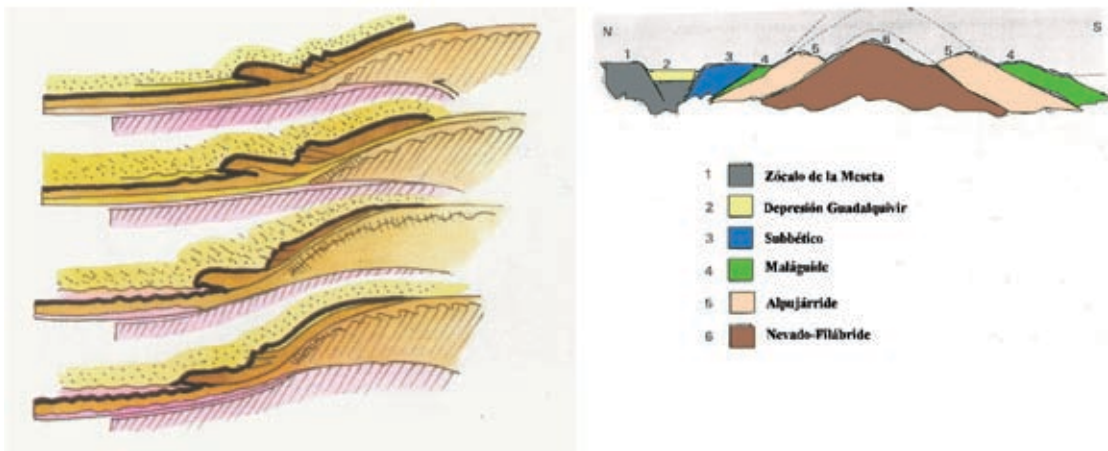 N
S
1
2
3
4
5
6
5
4
1 Zócalo de la Meseta
2 Depresión Guadalquivir
3 Subbético
4 Maláguide
5 Alpujárride
6 Nevado-Filábride